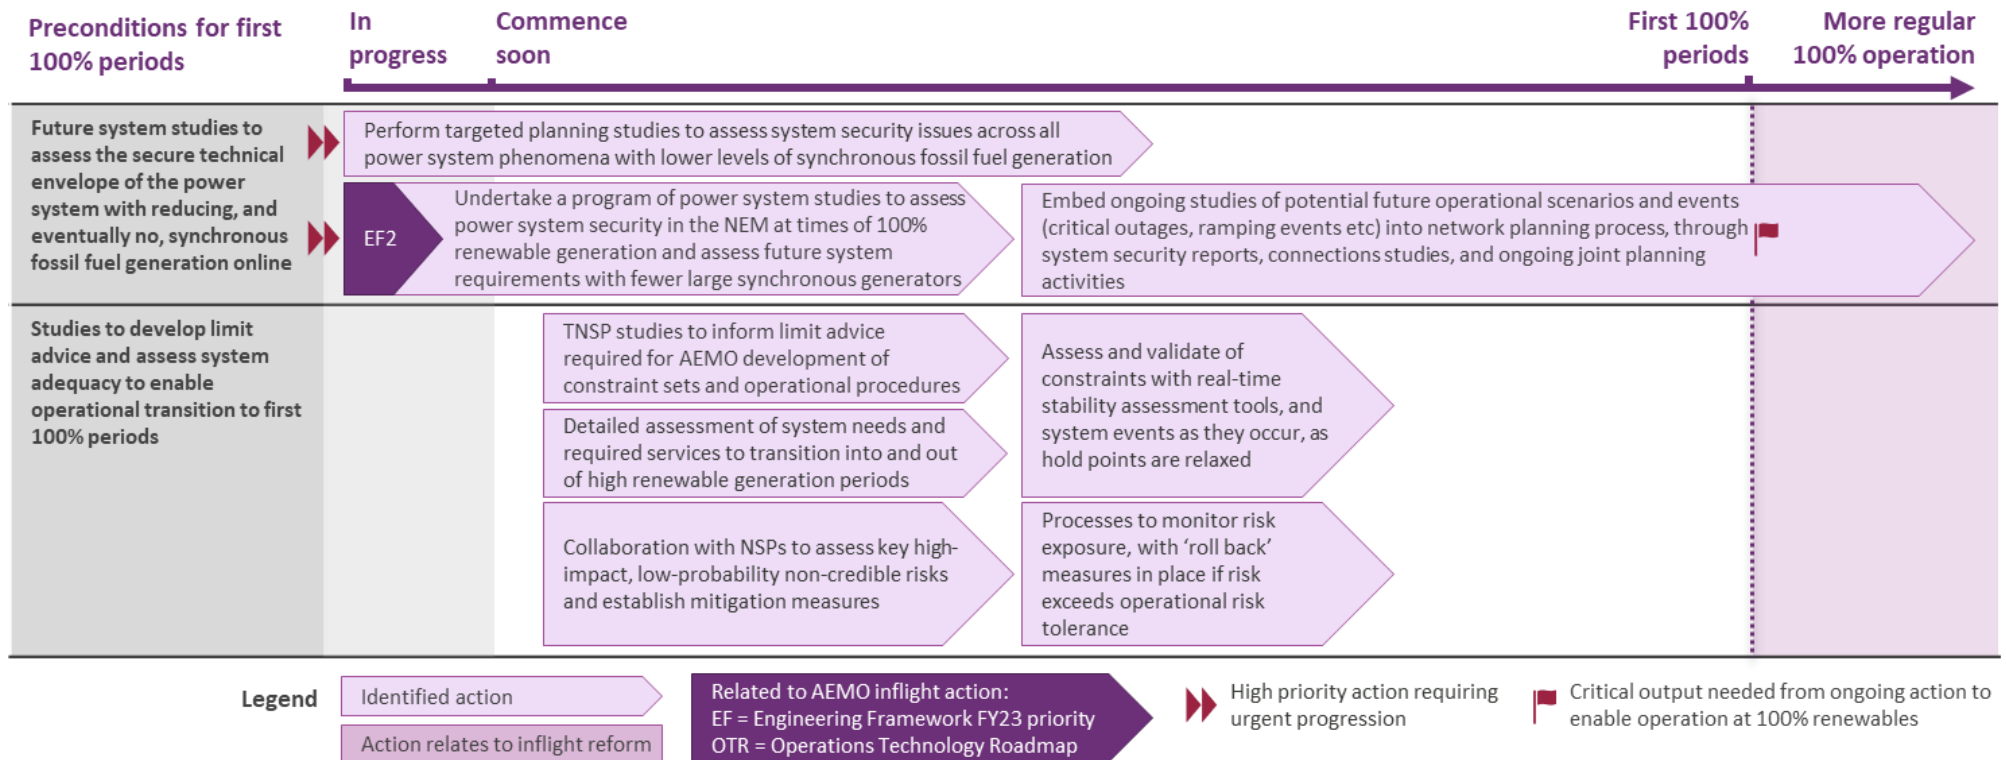 Preconditions for first
100% periods
In
progress
Commence
soon
First 100%
periods
More regular
100% operation
Future system studies to
assess the secure technical
envelope of the power
system with reducing, and
eventually no, synchronous
fossil fuel generation online
Perform targeted planning studies to assess system security issues across all
power system phenomena with lower levels of synchronous fossil fuel generation
EF2
Undertake a program of power system studies to assess
power system security in the NEM at times of 100%
renewable generation and assess future system
requirements with fewer large synchronous generators
Embed ongoing studies of potential future operational scenarios and events
(critical outages, ramping events etc) into network planning process, through
system security reports, connections studies, and ongoing joint planning
activities
Studies to develop limit
advice and assess system
adequacy to enable
operational transition to first
100% periods
TNSP studies to inform limit advice
required for AEMO development of
constraint sets and operational procedures
Detailed assessment of system needs and
required services to transition into and out
of high renewable generation periods
Collaboration with NSPs to assess key high-
impact, low-probability non-credible risks
and establish mitigation measures
Assess and validate of
constraints with real-time
stability assessment tools, and
system events as they occur, as
hold points are relaxed
Processes to monitor risk
exposure, with ‘roll back’
measures in place if risk
exceeds operational risk
tolerance
Legend
Identified action
Action relates to inflight reform
Related to AEMO inflight action:
EF = Engineering Framework FY23 priority
OTR = Operations Technology Roadmap
High priority action requiring
urgent progression
Critical output needed from ongoing action to
enable operation at 100% renewables